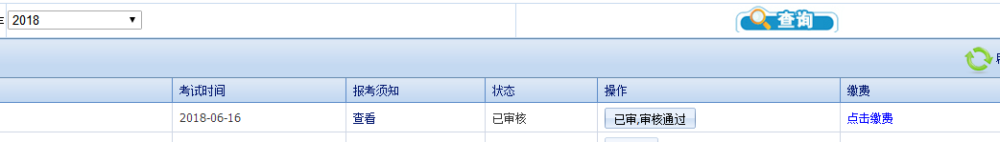 2018
查询
考试时间 报考须知 状态 操作 缴费
2018-06-16 查看 已审核 已审,审核通过 点击缴费